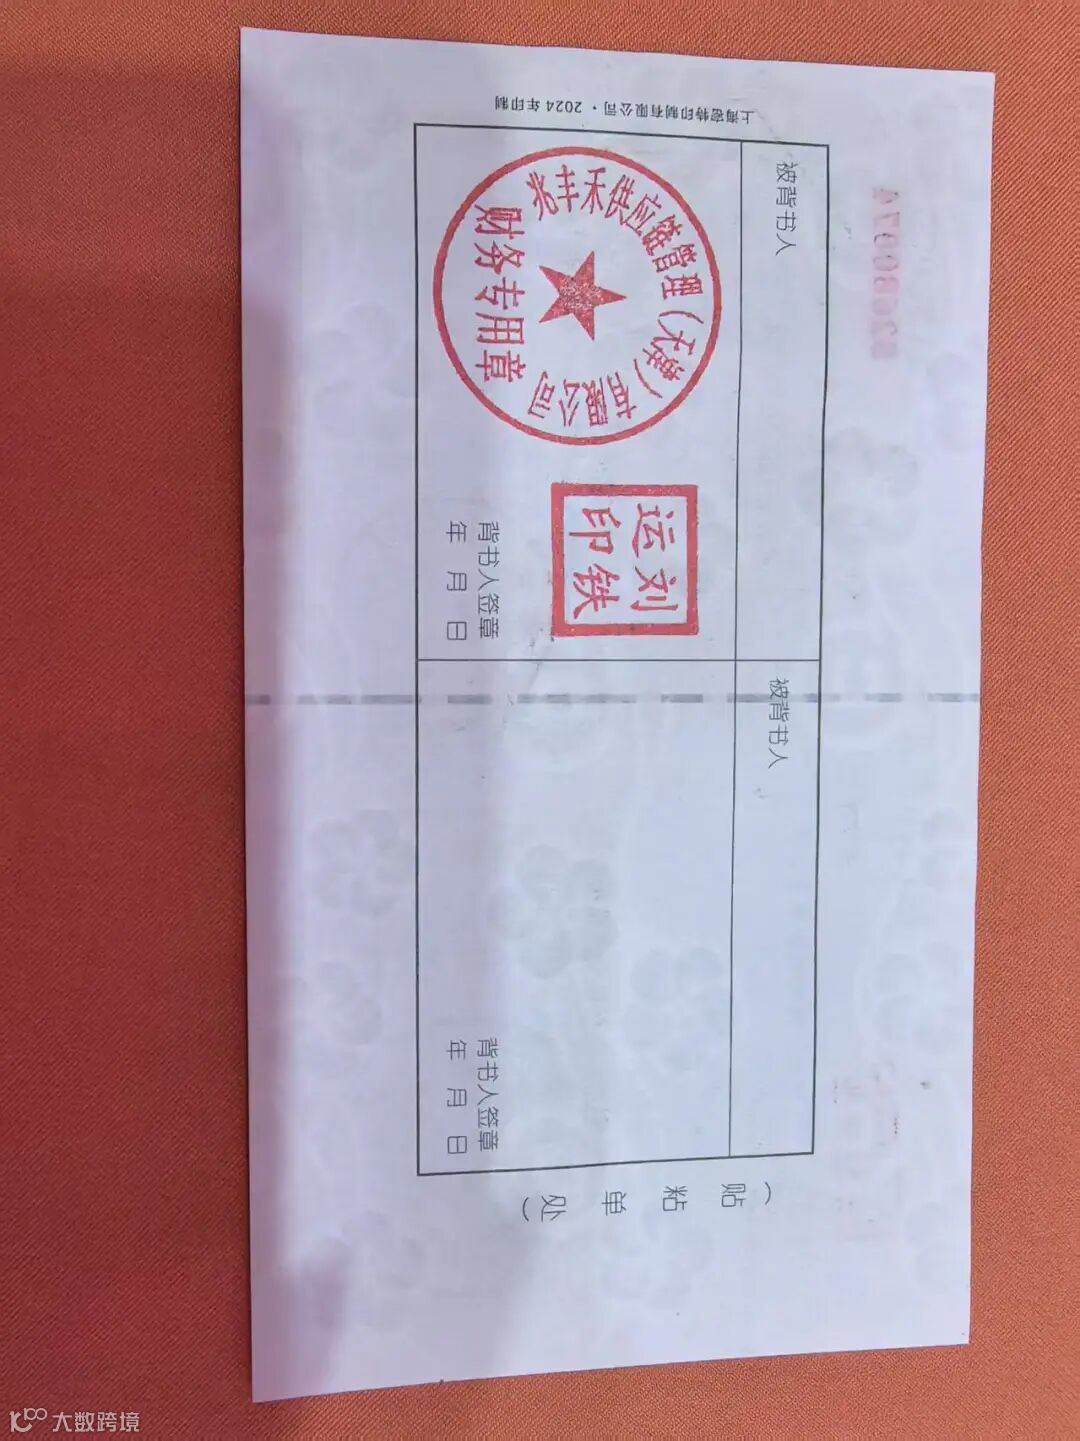 上海密特印制有限公司·2024年印制
被背书人
兆丰禾供应链管理（天津）有限公司
财务专用章
刘铁
运印
背书人签章
年 月 日
被背书人
背书人签章
年 月 日
（贴粘单处）
大数跨境